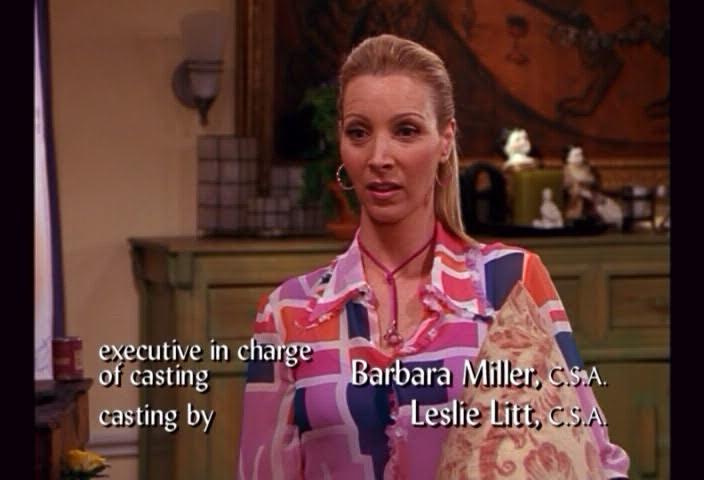 executive in charge
of casting Barbara Miller, C.S.A.
casting by Leslie Litt, C.S.A.